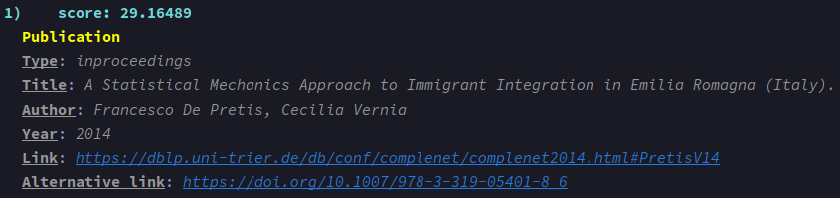 1) score: 29.16489
Publication
Type: inproceedings
Title: A Statistical Mechanics Approach to Immigrant Integration in Emilia Romagna (Italy).
Author: Francesco De Pretis, Cecilia Vernia
Year: 2014
Link: https://dblp.uni-trier.de/db/conf/complenet/complenet2014.html#PretisV14
Alternative link: https://doi.org/10.1007/978-3-319-05401-8_6